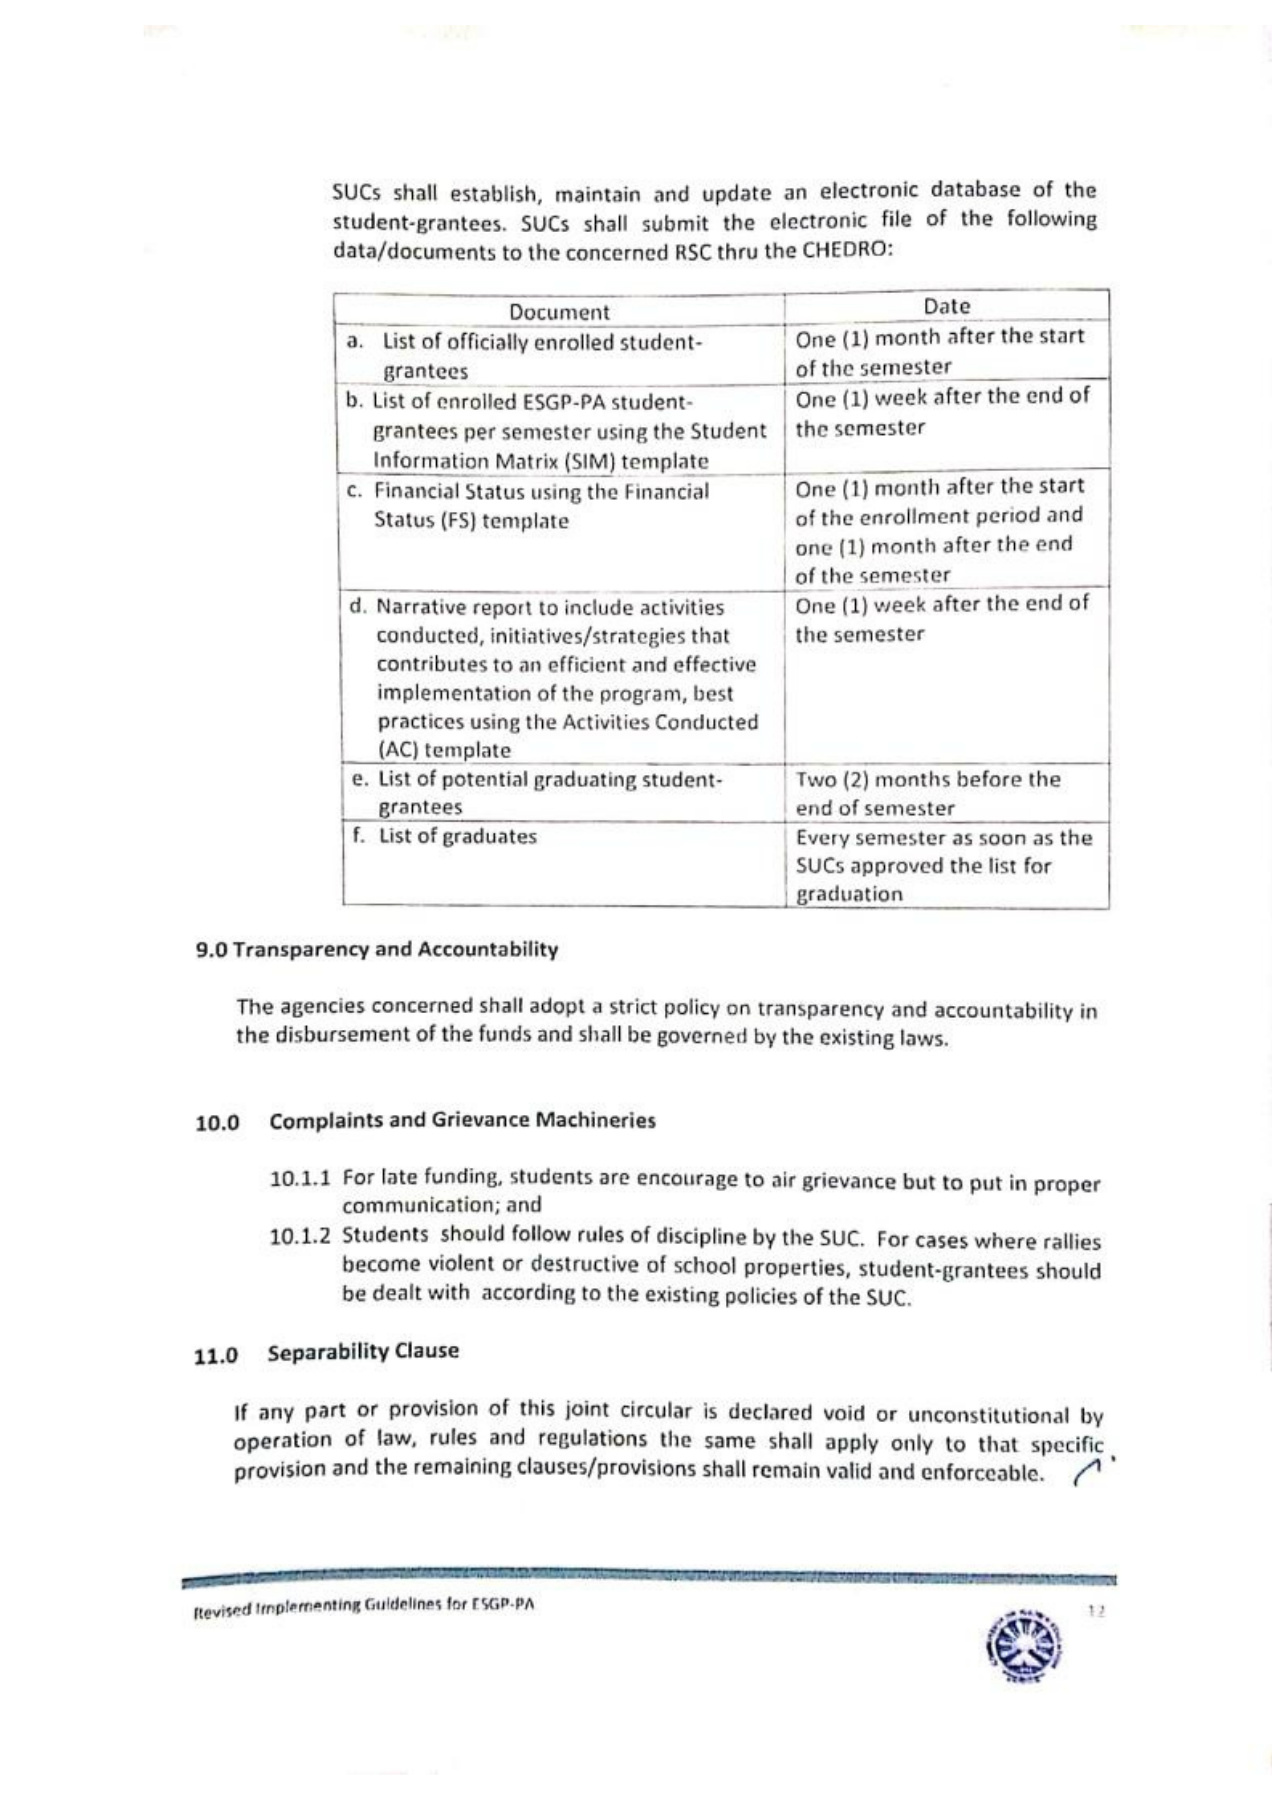 SUCs shall establish, maintain and update an electronic database of the
student-grantees. SUCs shall submit the electronic file of the following
data/documents to the concerned RSC thru the CHEDRO:
Document
Date
a. List of officially enrolled student-
grantees
One (1) month after the start
of the semester
b. List of enrolled ESGP-PA student-
grantees per semester using the Student
Information Matrix (SIM) template
One (1) week after the end of
the semester
c. Financial Status using the Financial
Status (FS) template
One (1) month after the start
of the enrollment period and
one (1) month after the end
of the semester
d. Narrative report to include activities
conducted, initiatives/strategies that
contributes to an efficient and effective
implementation of the program, best
practices using the Activities Conducted
(AC) template
One (1) week after the end of
the semester
e. List of potential graduating student-
grantees
Two (2) months before the
end of semester
f. List of graduates
Every semester as soon as the
SUCs approved the list for
graduation
9.0 Transparency and Accountability
The agencies concerned shall adopt a strict policy on transparency and accountability in
the disbursement of the funds and shall be governed by the existing laws.
10.0 Complaints and Grievance Machineries
10.1.1 For late funding, students are encourage to air grievance but to put in proper
communication; and
10.1.2 Students should follow rules of discipline by the SUC. For cases where rallies
become violent or destructive of school properties, student-grantees should
be dealt with according to the existing policies of the SUC.
11.0 Separability Clause
If any part or provision of this joint circular is declared void or unconstitutional by
operation of law, rules and regulations the same shall apply only to that specific
provision and the remaining clauses/provisions shall remain valid and enforceable.
Revised Implementing Guidelines for ESGP-PA
12